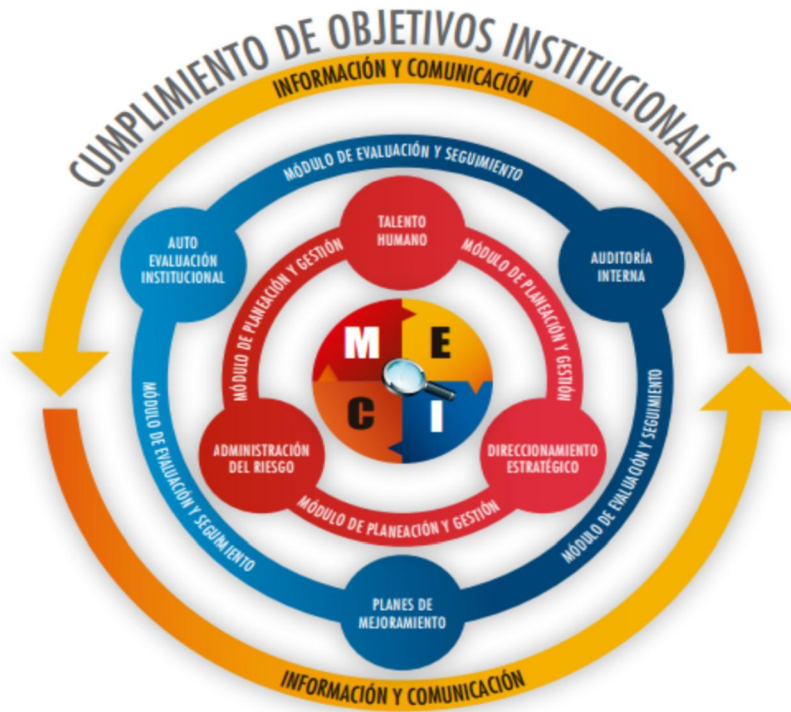 CUMPLIMIENTO DE OBJETIVOS INSTITUCIONALES
INFORMACIÓN Y COMUNICACIÓN
MÓDULO DE EVALUACIÓN Y SEGUIMIENTO
TALENTO
HUMANO
AUTO
EVALUACIÓN
INSTITUCIONAL
AUDITORÍA
INTERNA
MÓDULO DE PLANEACIÓN Y GESTIÓN
MÓDULO DE PLANEACIÓN Y GESTIÓN
M E
C I
MÓDULO DE EVALUACIÓN Y SEGUIMIENTO
MÓDULO DE EVALUACIÓN Y SEGUIMIENTO
ADMINISTRACIÓN
DEL RIESGO
DIRECCIONAMIENTO
ESTRATÉGICO
MÓDULO DE PLANEACIÓN Y GESTIÓN
PLANES DE
MEJORAMIENTO
INFORMACIÓN Y COMUNICACIÓN